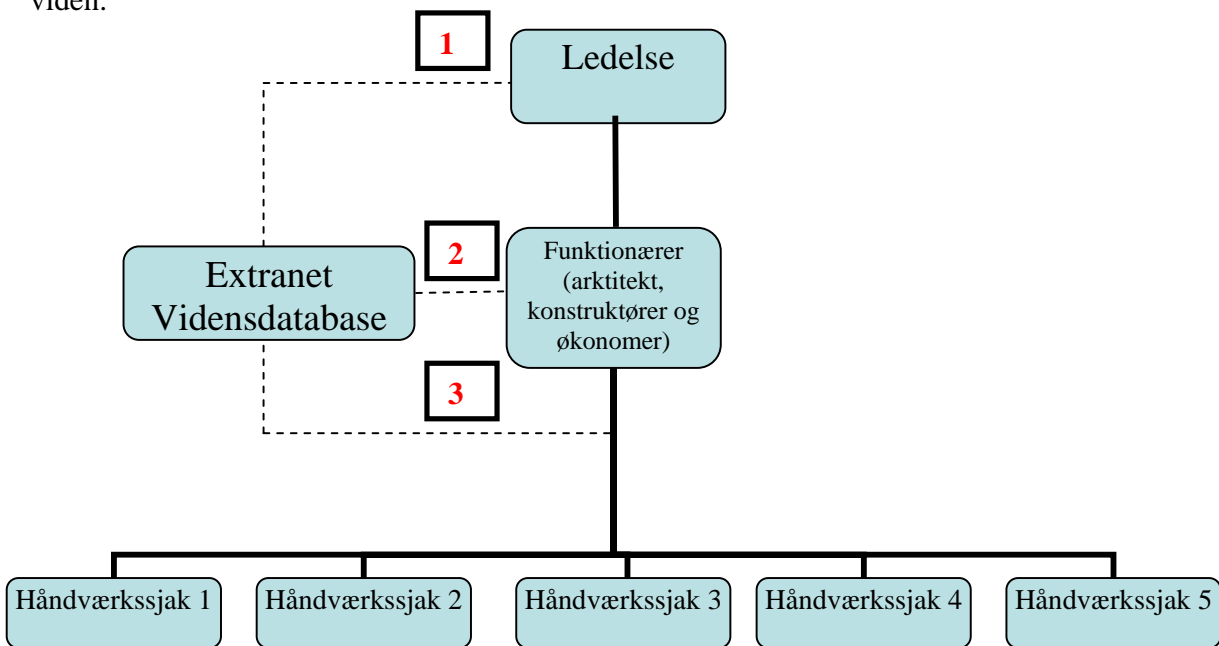 viden.
1
Ledelse
2
Funktionærer
(arktitekt,
konstruktører og
økonomer)
Extranet
Vidensdatabase
3
Håndværkssjak 1
Håndværkssjak 2
Håndværkssjak 3
Håndværkssjak 4
Håndværkssjak 5